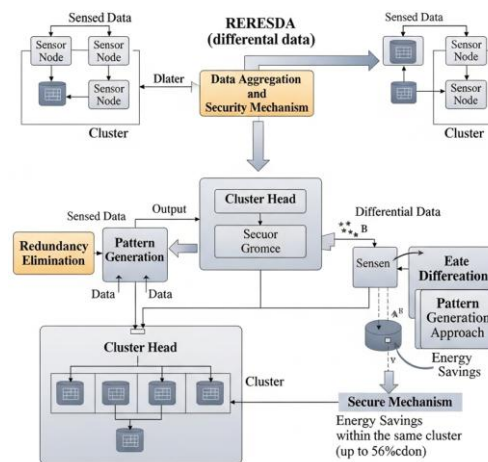 Sensed Data
Sensor
Node
Sensor
Node
Sensor
Node
Cluster
RERESDA
(differental data)
Dlater
Data Aggregation
and
Security Mechanism
Sensed Data
Sensor
Node
Sensor
Node
Cluster
Cluster Head
Secuor
Gromce
Sensed Data
Output
Redundancy
Elimination
Pattern
Generation
Data
Data
Differential Data
B
Sensen
Eate
Differeation
Pattern
Generation
Approach
Energy
Savings
Cluster Head
Cluster
Secure Mechanism
Energy Savings
within the same cluster
(up to 56%cdon)